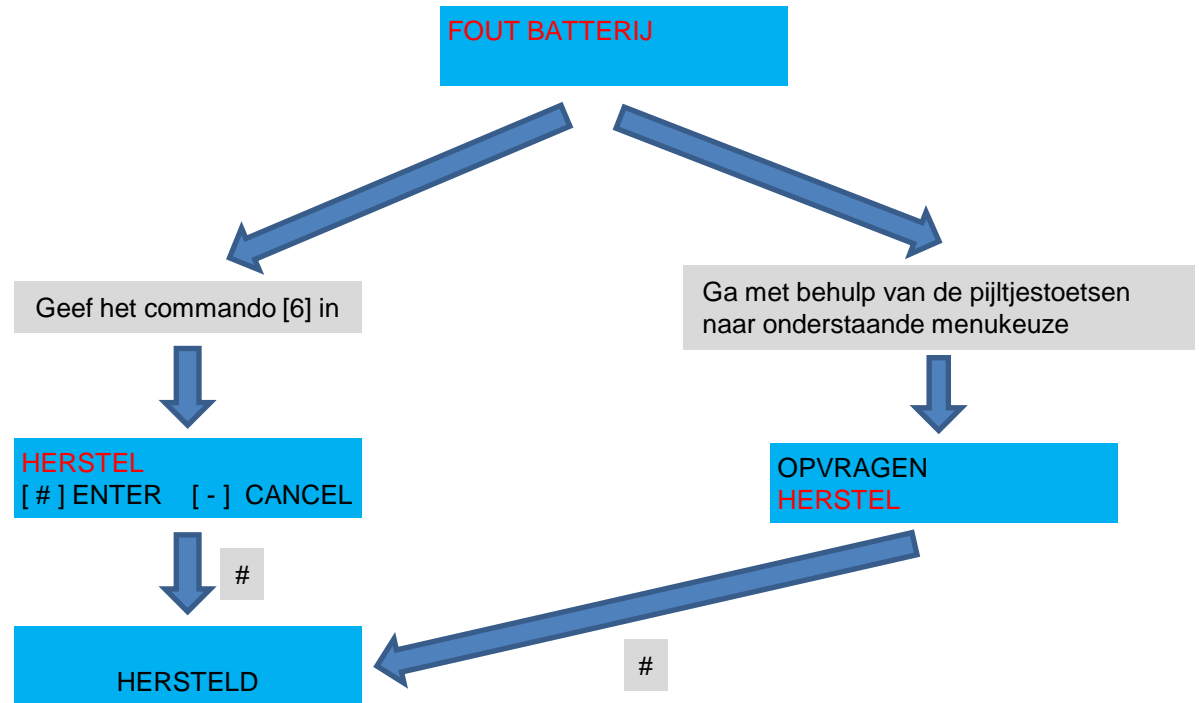 FOUT BATTERIJ
Geef het commando [6] in
Ga met behulp van de pijltjestoetsen
naar onderstaande menukeuze
HERSTEL
[ # ] ENTER [ - ] CANCEL
OPVRAGEN
HERSTEL
#
HERSTELD
#